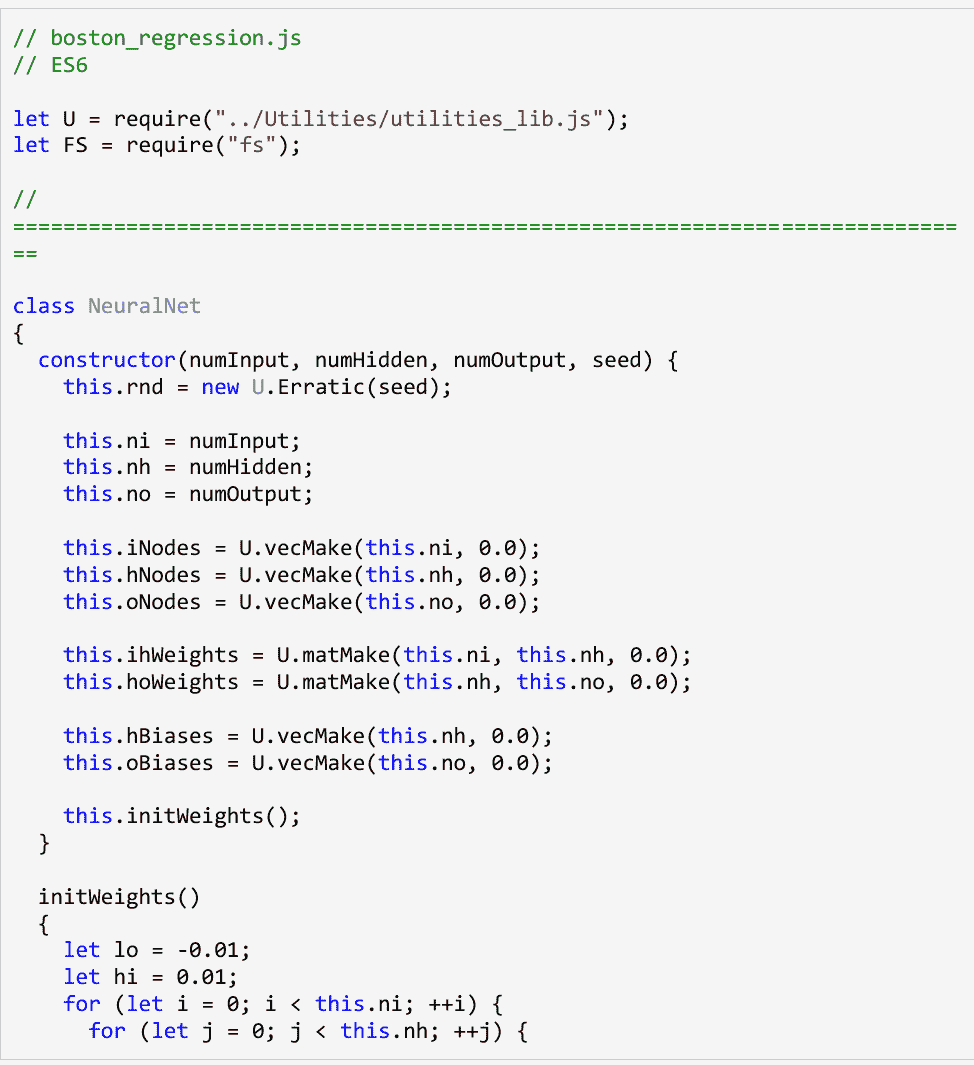 // boston_regression.js
// ES6
let U = require("../Utilities/utilities_lib.js");
let FS = require("fs");
//
===========================================================================
==
class NeuralNet
{
constructor(numInput, numHidden, numOutput, seed) {
this.rnd = new U.Erratic(seed);
this.ni = numInput;
this.nh = numHidden;
this.no = numOutput;
this.iNodes = U.vecMake(this.ni, 0.0);
this.hNodes = U.vecMake(this.nh, 0.0);
this.oNodes = U.vecMake(this.no, 0.0);
this.ihWeights = U.matMake(this.ni, this.nh, 0.0);
this.hoWeights = U.matMake(this.nh, this.no, 0.0);
this.hBiases = U.vecMake(this.nh, 0.0);
this.oBiases = U.vecMake(this.no, 0.0);
this.initWeights();
}
initWeights()
{
let lo = -0.01;
let hi = 0.01;
for (let i = 0; i < this.ni; ++i) {
for (let j = 0; j < this.nh; ++j) {